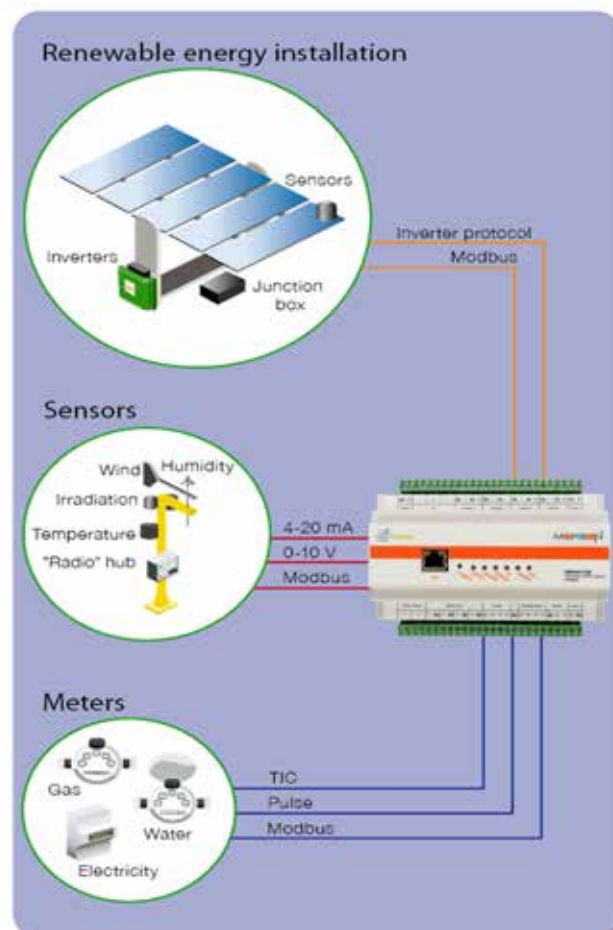 Renewable energy installation
Sensors
Inverters
Junction
box
Inverter protocol
Modbus
Sensors
Wind
Humidity
Irradiation
Temperature
"Radio" hub
4-20 mA
0-10 V
Modbus
Meters
Gas
Water
Electricity
TIC
Pulse
Modbus